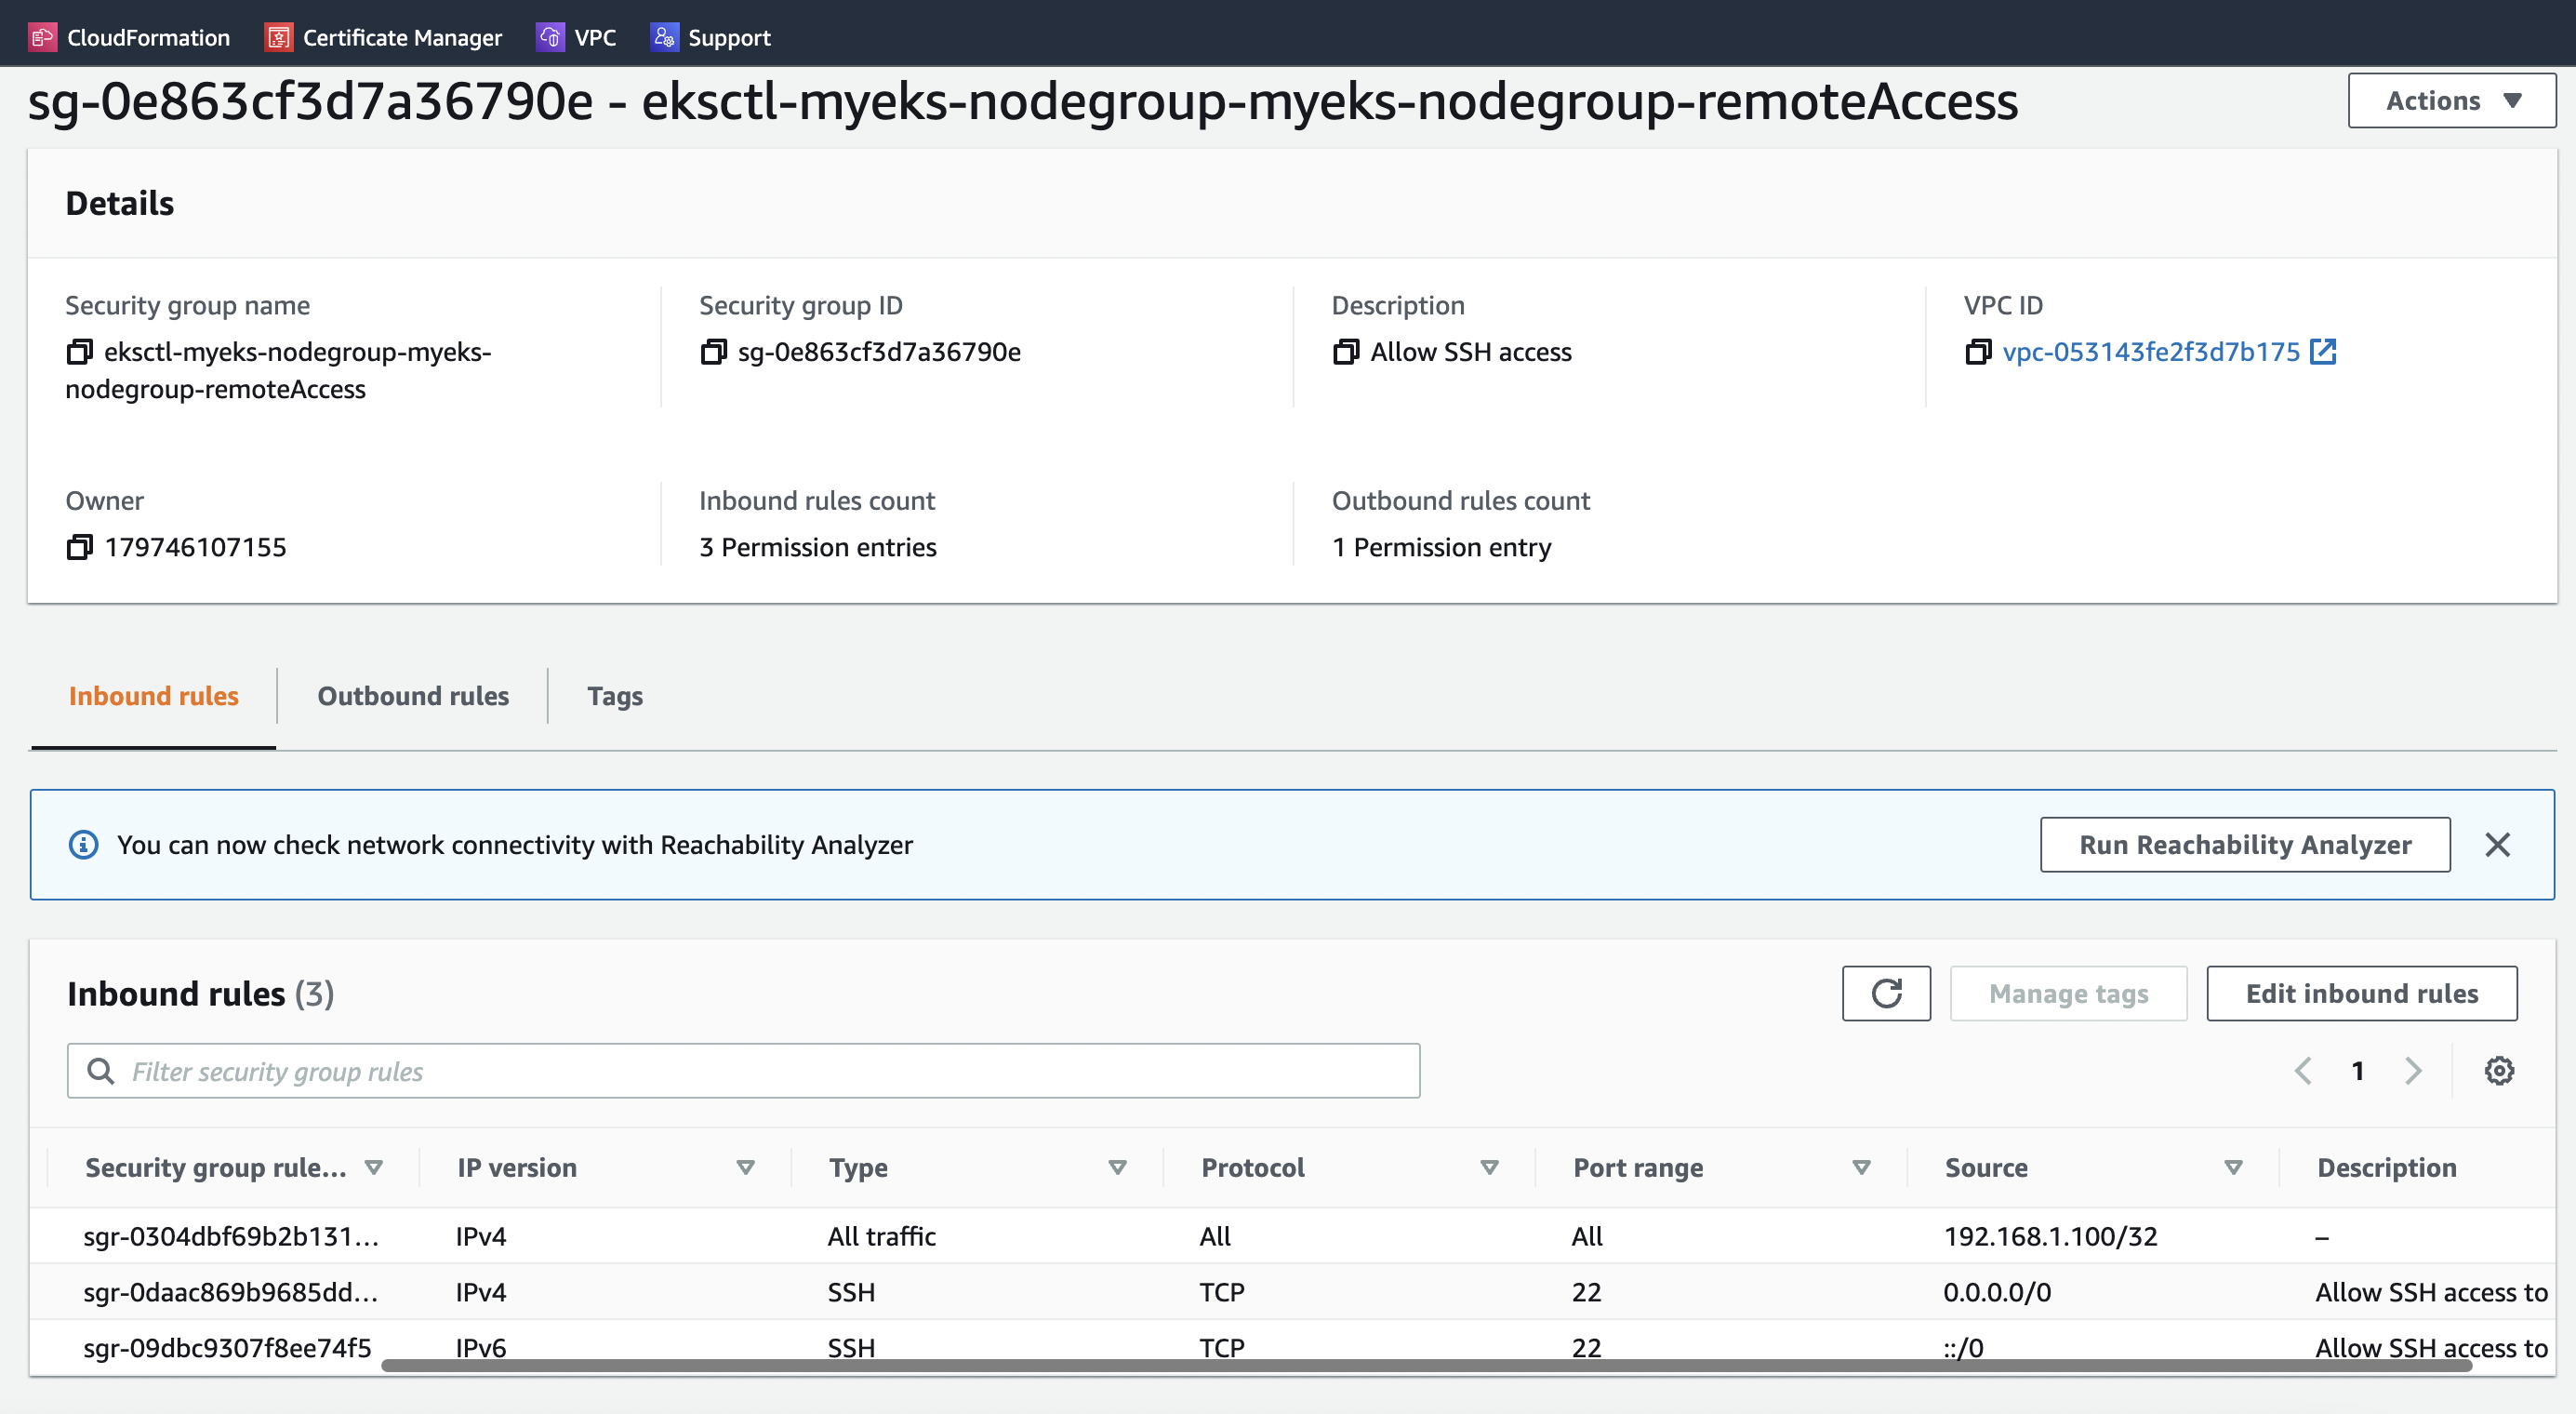 CloudFormation Certificate Manager VPC Support
sg-0e863cf3d7a36790e - eksctl-myeks-nodegroup-myeks-nodegroup-remoteAccess
Actions
Details
Security group name
eksctl-myeks-nodegroup-myeks-
nodegroup-remoteAccess
Security group ID
sg-0e863cf3d7a36790e
Description
Allow SSH access
VPC ID
vpc-053143fe2f3d7b175
Owner
179746107155
Inbound rules count
3 Permission entries
Outbound rules count
1 Permission entry
Inbound rules Outbound rules Tags
You can now check network connectivity with Reachability Analyzer
Run Reachability Analyzer
Inbound rules (3)
Manage tags
Edit inbound rules
Filter security group rules
1
Security group rule... IP version Type Protocol Port range Source Description
sgr-0304dbf69b2b131... IPv4 All traffic All All 192.168.1.100/32 –
sgr-0daac869b9685dd... IPv4 SSH TCP 22 0.0.0.0/0 Allow SSH access to
sgr-09dbc9307f8ee74f5 IPv6 SSH TCP 22 ::/0 Allow SSH access to